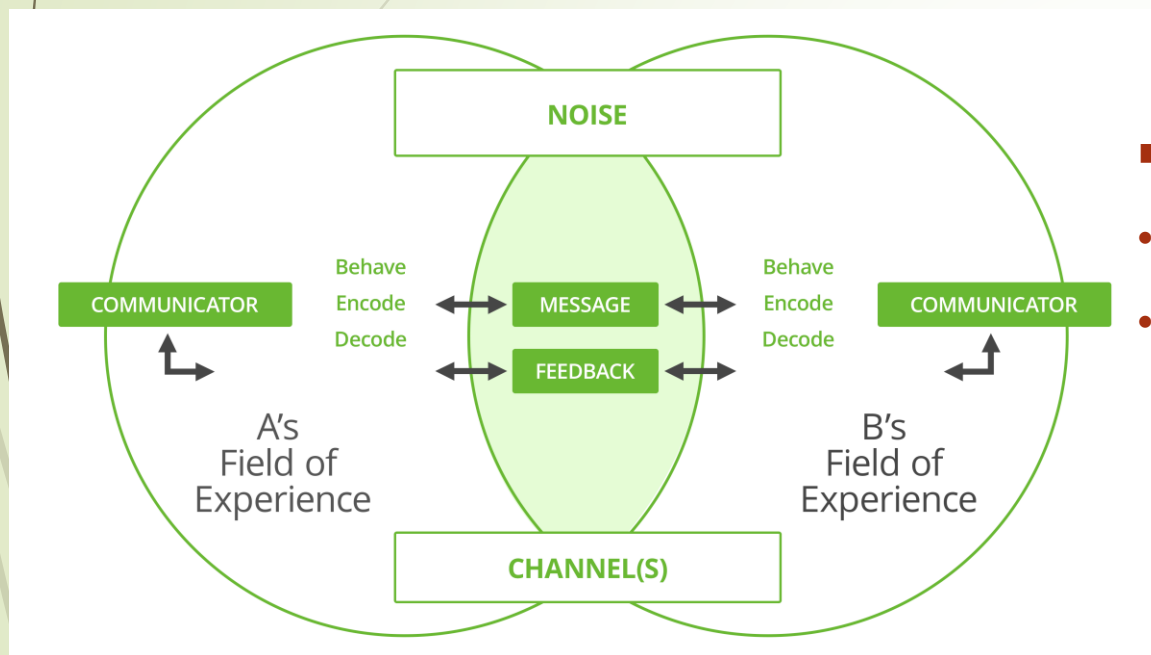 NOISE
Behave
Encode
Decode
COMMUNICATOR
MESSAGE
FEEDBACK
Behave
Encode
Decode
COMMUNICATOR
A's
Field of
Experience
B's
Field of
Experience
CHANNEL(S)